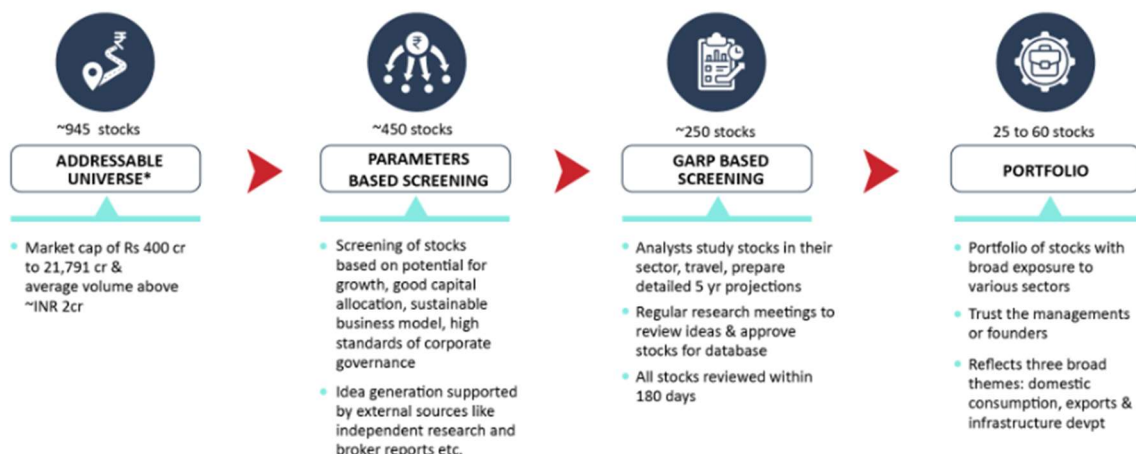 ~945 stocks
ADDRESSABLE
UNIVERSE*
• Market cap of Rs 400 cr
to 21,791 cr &
average volume above
~INR 2cr
~450 stocks
PARAMETERS
BASED SCREENING
• Screening of stocks
based on potential for
growth, good capital
allocation, sustainable
business model, high
standards of corporate
governance
• Idea generation supported
by external sources like
independent research and
broker reports etc.
~250 stocks
GARP BASED
SCREENING
• Analysts study stocks in their
sector, travel, prepare
detailed 5 yr projections
• Regular research meetings to
review ideas & approve
stocks for database
• All stocks reviewed within
180 days
25 to 60 stocks
PORTFOLIO
• Portfolio of stocks with
broad exposure to
various sectors
• Trust the managements
or founders
• Reflects three broad
themes: domestic
consumption, exports &
infrastructure devpt